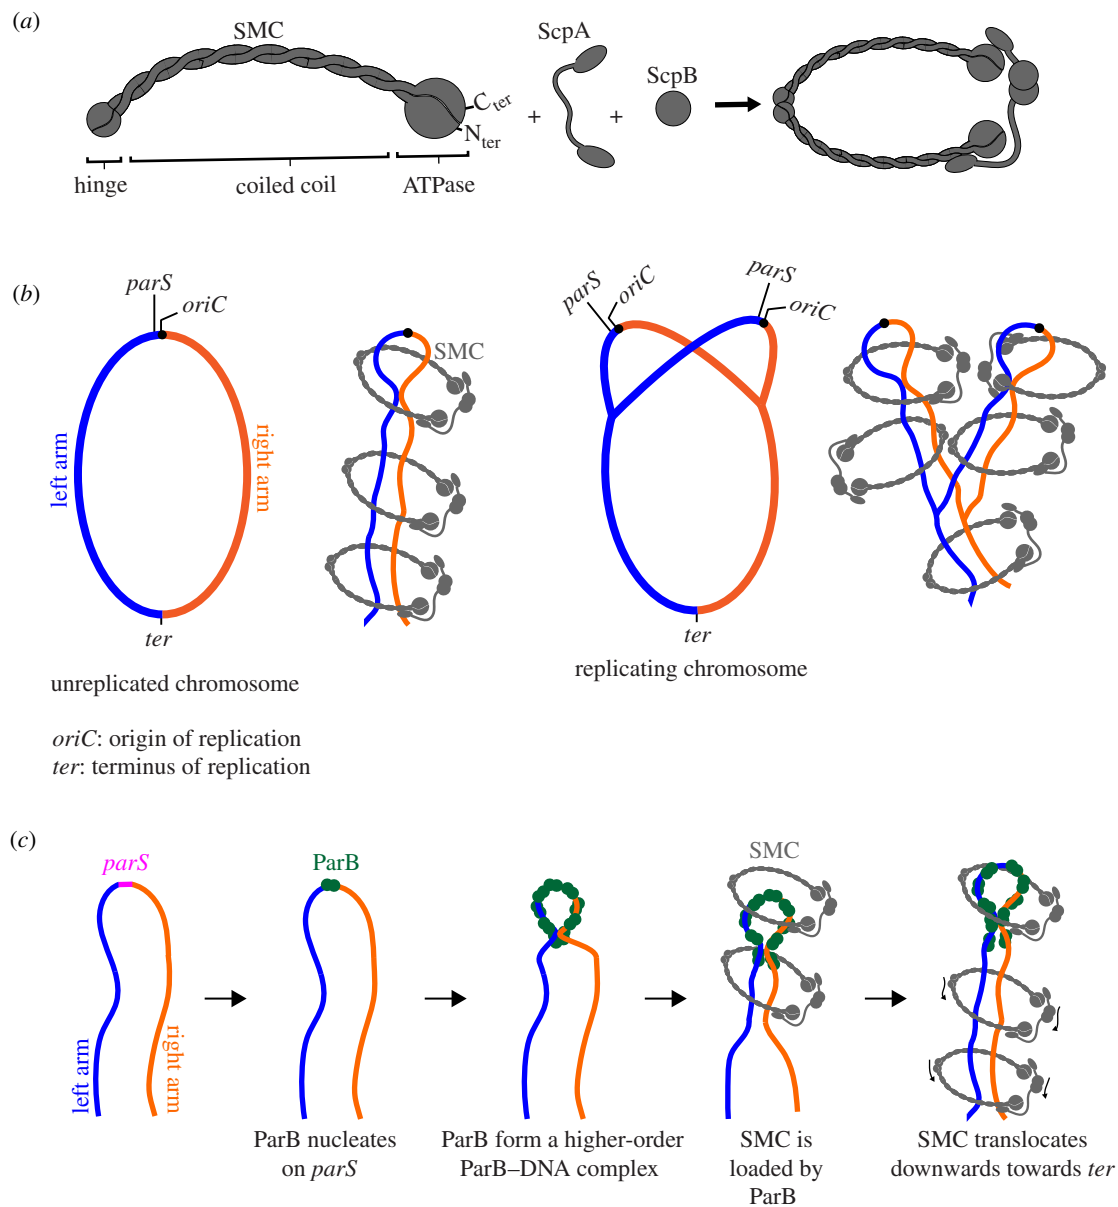 (a)
SMC
ScpA
ScpB
C ter
N ter
+
+
hinge
coiled coil
ATPase
(b)
parS
oriC
SMC
left arm
right arm
ter
unreplicated chromosome
parS
oriC
parS
oriC
ter
replicating chromosome
oriC: origin of replication
ter: terminus of replication
(c)
parS
left arm
right arm
ParB
ParB nucleates
on parS
ParB form a higher-order
ParB–DNA complex
SMC
SMC is
loaded by
ParB
SMC translocates
downwards towards ter